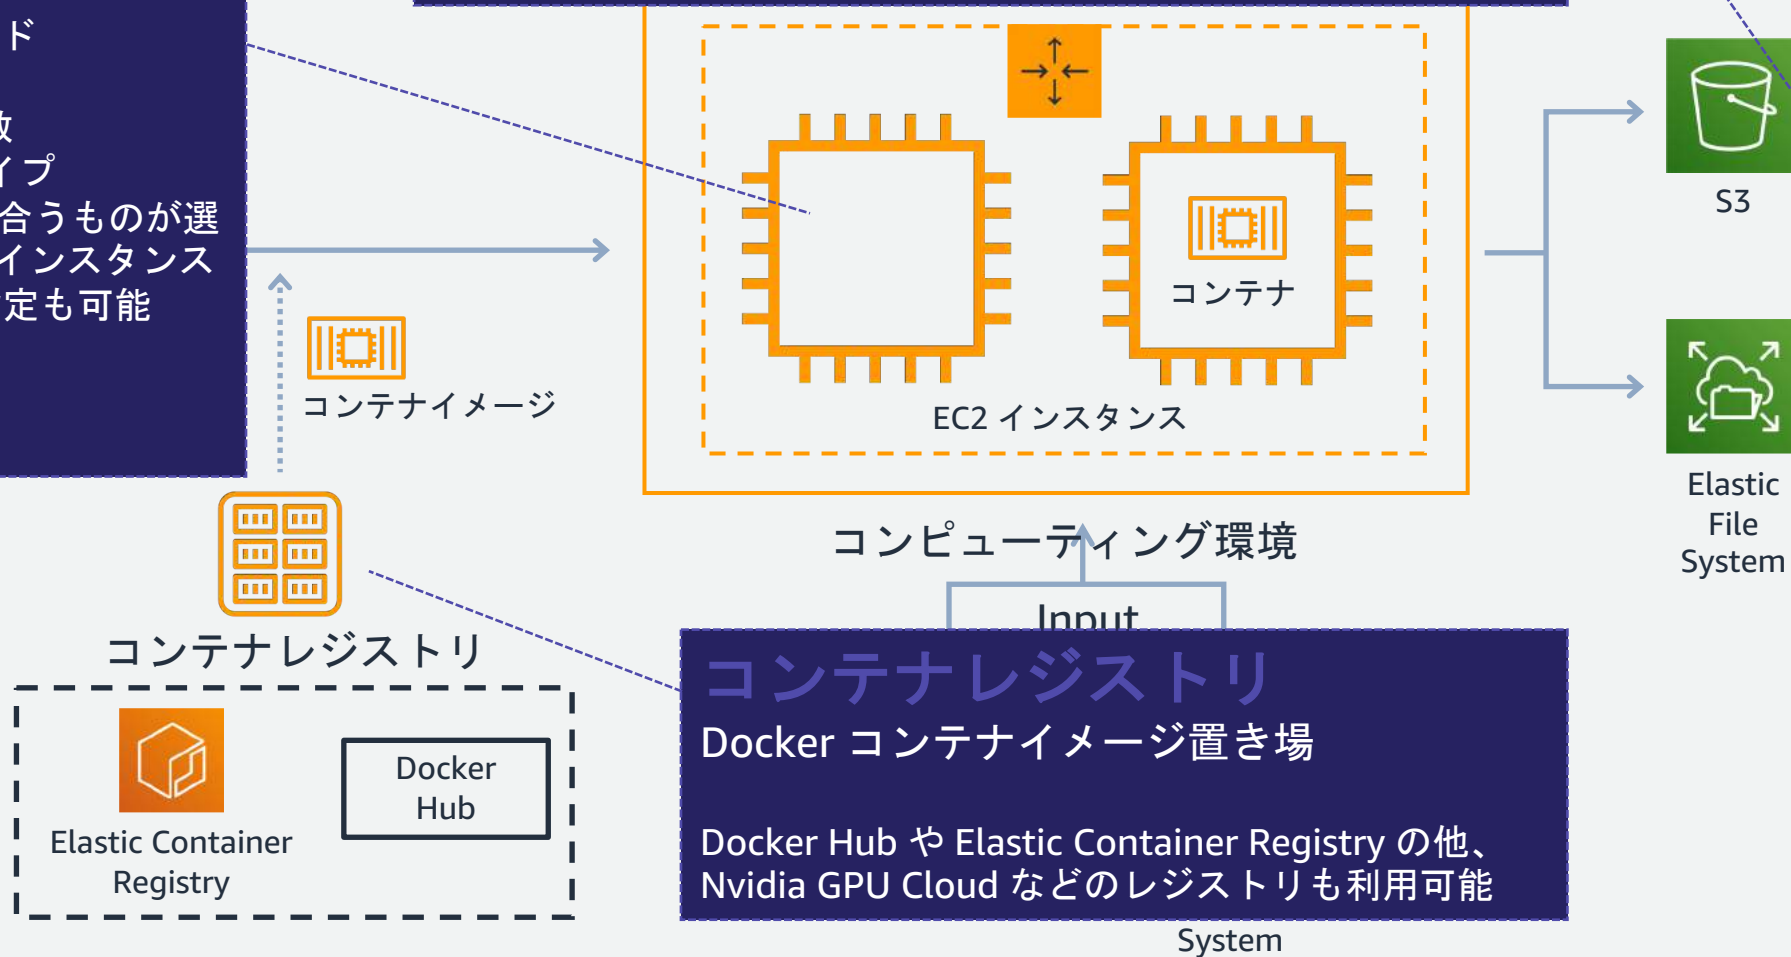 ド
数
イプ
合うものが選
インスタンス
定も可能
コンテナイメージ
コンテナ
EC2 インスタンス
S3
Elastic
File
System
コンピューティング環境
Input
コンテナレジストリ
Elastic Container
Registry
Docker
Hub
コンテナレジストリ
Docker コンテナイメージ置き場
Docker Hub や Elastic Container Registry の他、
Nvidia GPU Cloud などのレジストリも利用可能
System